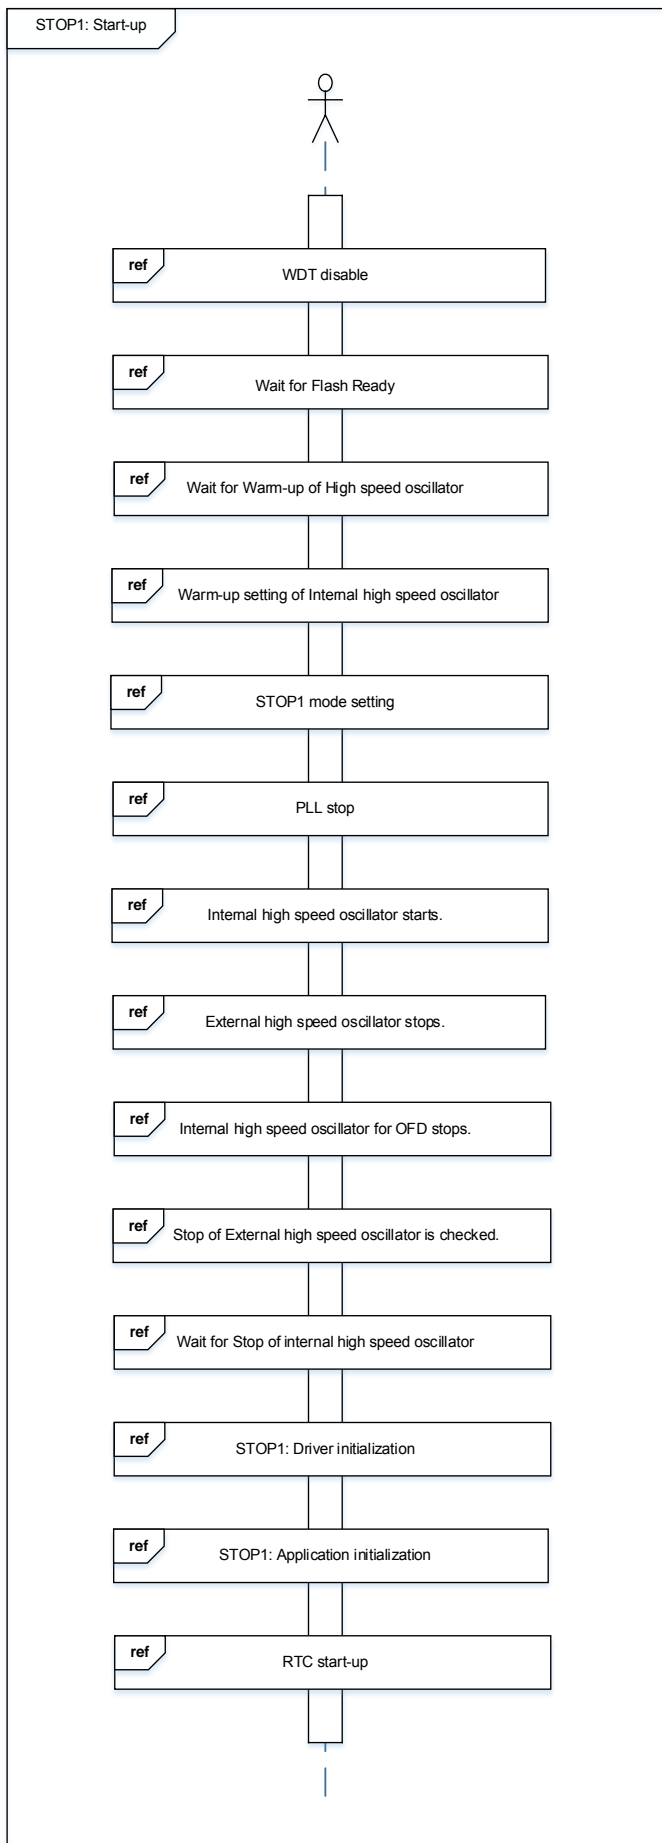 STOP1: Start-up
ref
WDT disable
ref
Wait for Flash Ready
ref
Wait for Warm-up of High speed oscillator
ref
Warm-up setting of Internal high speed oscillator
ref
STOP1 mode setting
ref
PLL stop
ref
Internal high speed oscillator starts.
ref
External high speed oscillator stops.
ref
Internal high speed oscillator for OFD stops.
ref
Stop of External high speed oscillator is checked.
ref
Wait for Stop of internal high speed oscillator
ref
STOP1: Driver initialization
ref
STOP1: Application initialization
ref
RTC start-up